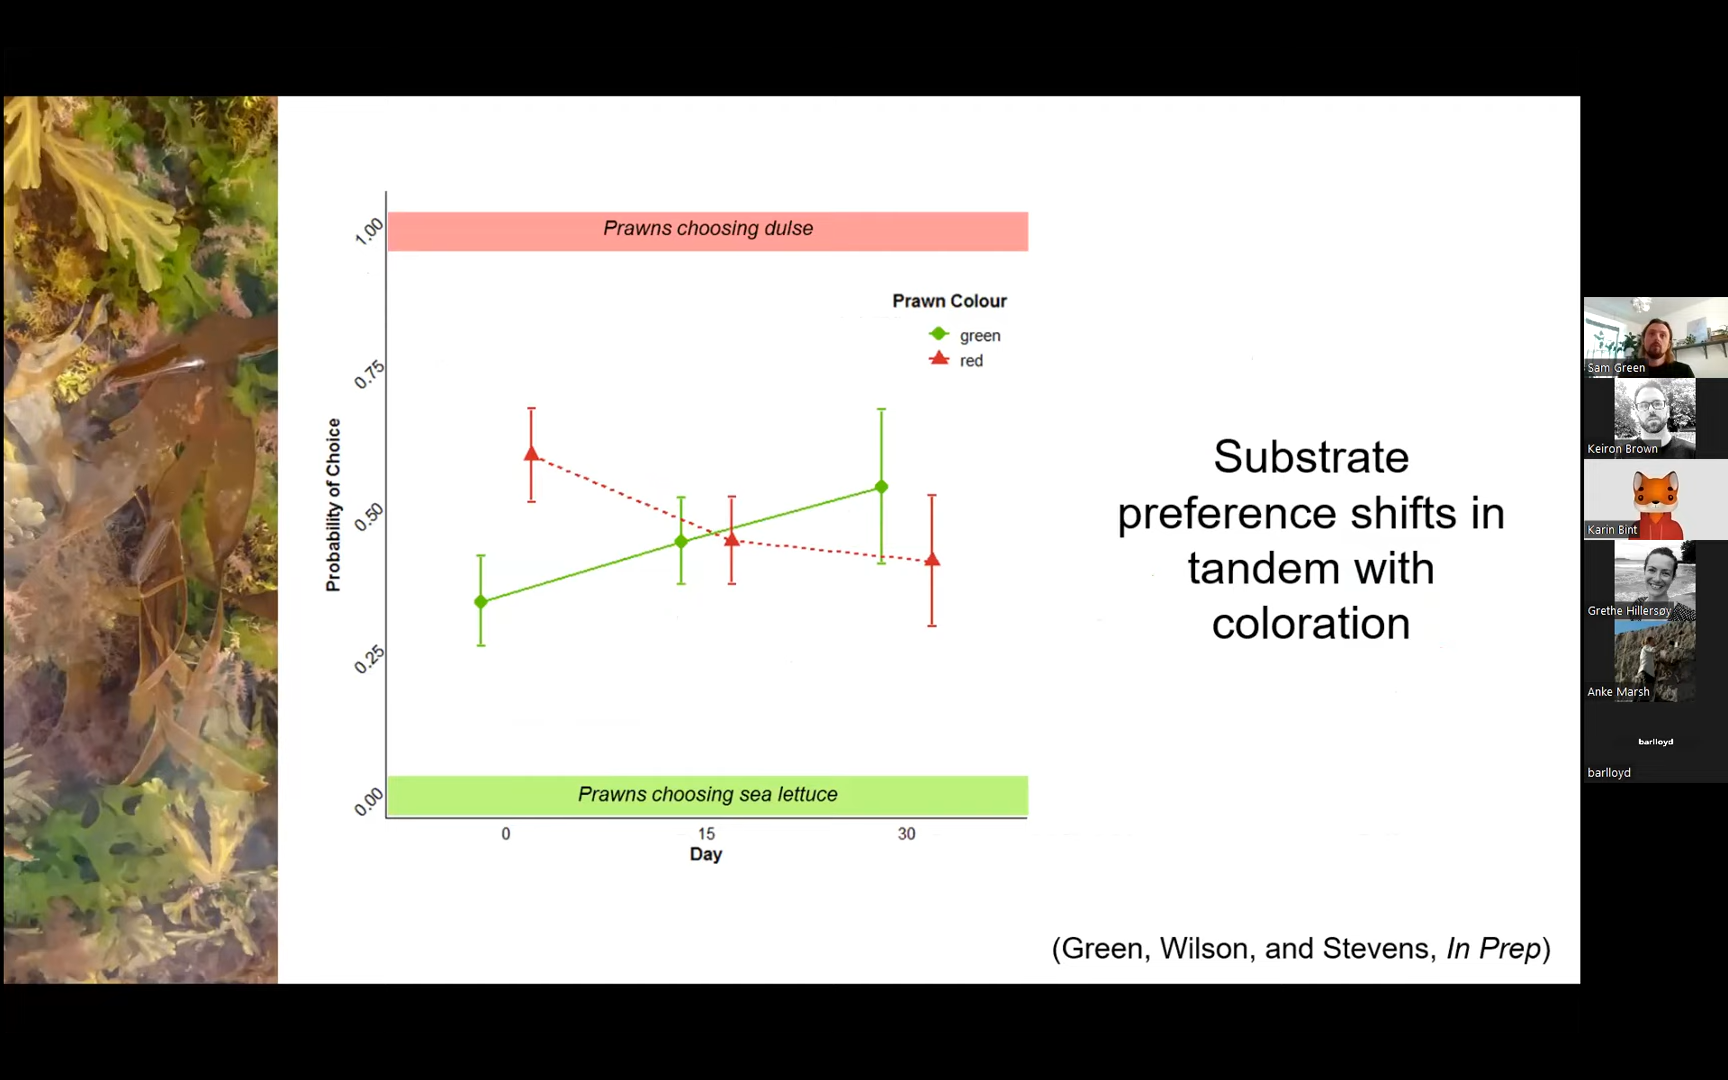 1.00
0.75
0.50
0.25
0.00
Probability of Choice
Prawns choosing dulse
Prawn Colour
green
red
Prawns choosing sea lettuce
0 15 30
Day
Substrate
preference shifts in
tandem with
coloration
(Green, Wilson, and Stevens, In Prep)
Sam Green
Keiron Brown
Karin Bint
Grethe Hillersøy
Anke Marsh
barlloyd
barlloyd